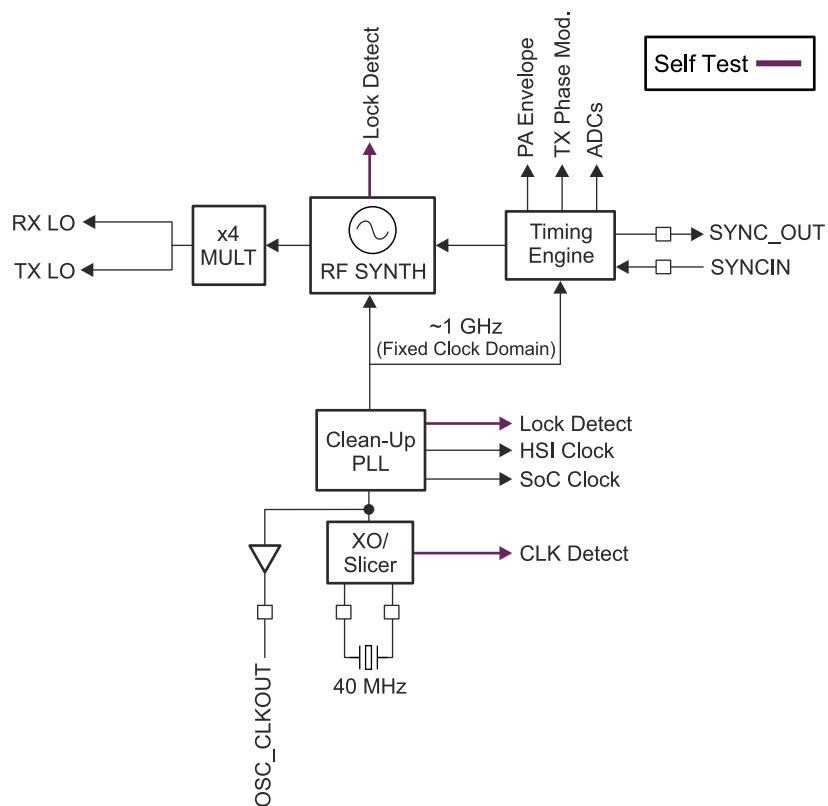 Self Test
Lock Detect
PA Envelope
TX Phase Mod.
ADCs
RX LO
TX LO
x4
MULT
RF SYNTH
Timing
Engine
SYNC_OUT
SYNCIN
~1 GHz
(Fixed Clock Domain)
Clean-Up
PLL
Lock Detect
HSI Clock
SoC Clock
XO/
Slicer
CLK Detect
40 MHz
OSC_CLKOUT